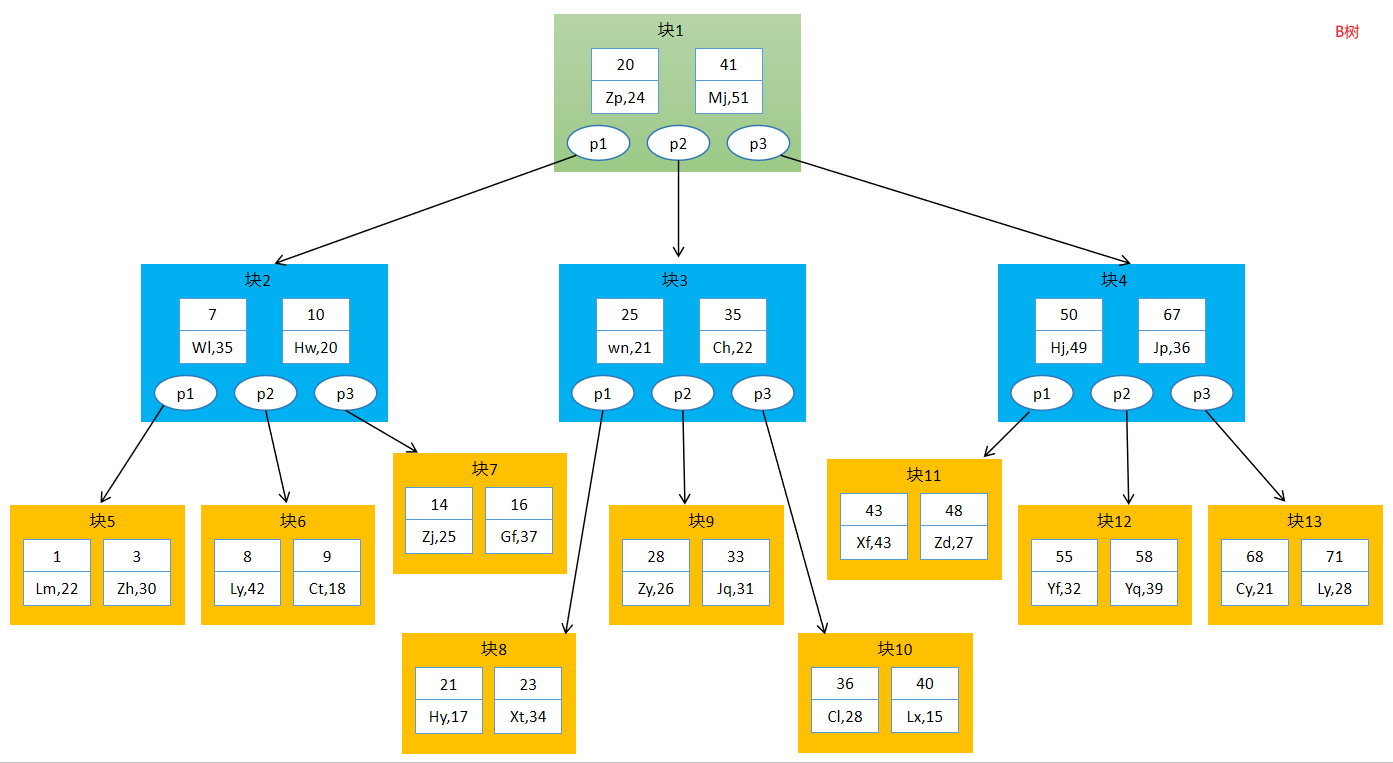 B树
块1
20 41
Zp,24 Mj,51
p1 p2 p3
块2
7 10
Wl,35 Hw,20
p1 p2 p3
块3
25 35
wn,21 Ch,22
p1 p2 p3
块4
50 67
Hj,49 Jp,36
p1 p2 p3
块5
1 3
Lm,22 Zh,30
块6
8 9
Ly,42 Ct,18
块7
14 16
Zj,25 Gf,37
块8
21 23
Hy,17 Xt,34
块9
28 33
Zy,26 Jq,31
块10
36 40
Cl,28 Lx,15
块11
43 48
Xf,43 Zd,27
块12
55 58
Yf,32 Yq,39
块13
68 71
Cy,21 Ly,28